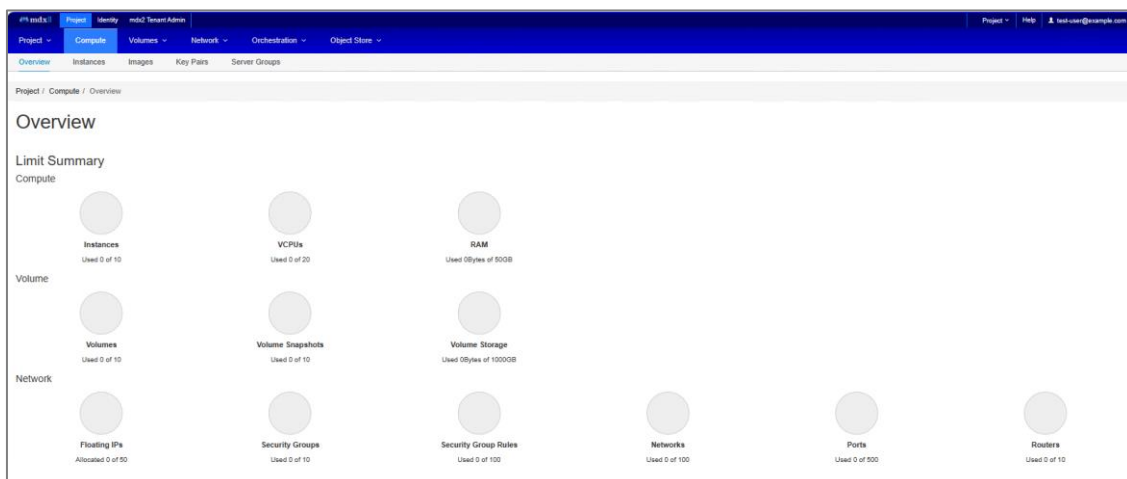 mdx II Project Identity mdx2 Tenant Admin Project Help test-user@example.com
Project Compute Volumes Network Orchestration Object Store
Overview Instances Images Key Pairs Server Groups
Project / Compute / Overview
Overview
Limit Summary
Compute
Instances VCPUs RAM
Used 0 of 10 Used 0 of 20 Used 0Bytes of 50GB
Volume
Volumes Volume Snapshots Volume Storage
Used 0 of 10 Used 0 of 10 Used 0Bytes of 1000GB
Network
Floating IPs Security Groups Security Group Rules Networks Ports Routers
Allocated 0 of 50 Used 0 of 10 Used 0 of 100 Used 0 of 100 Used 0 of 500 Used 0 of 10